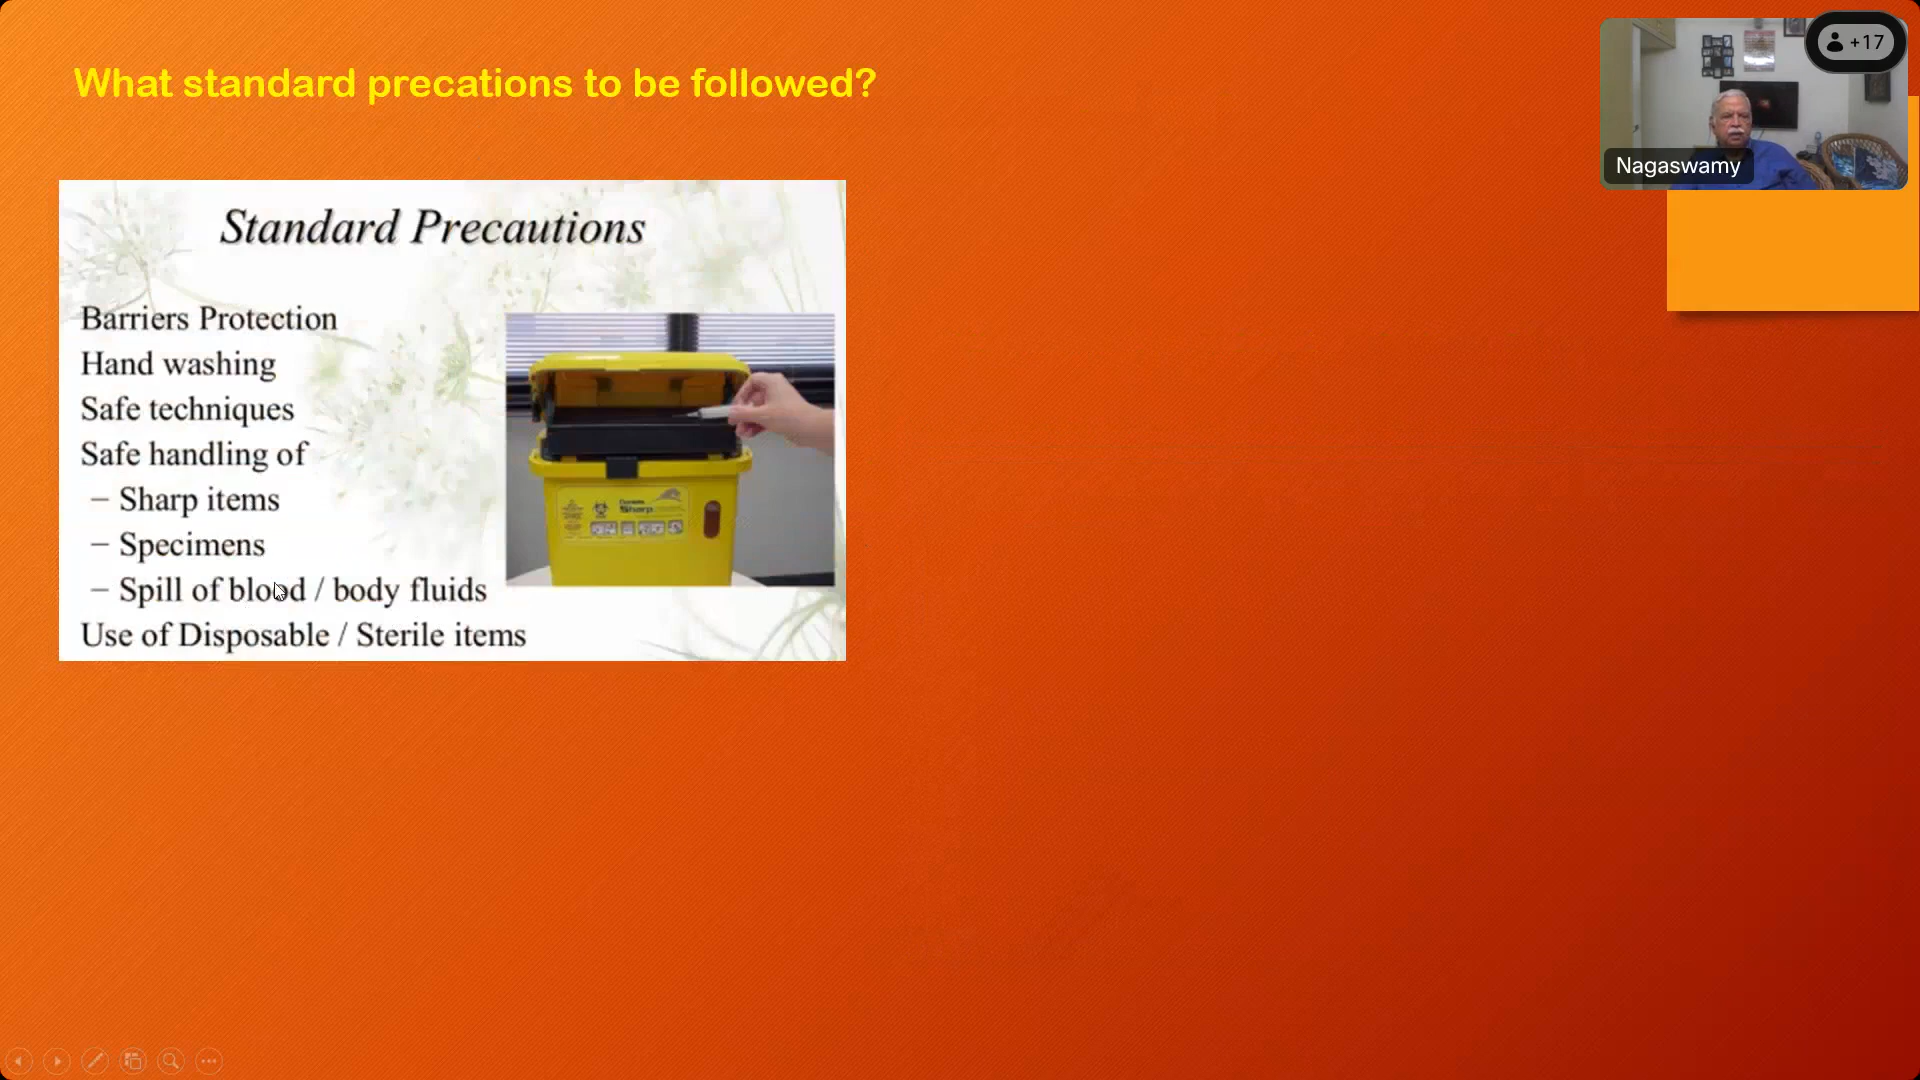 What standard precations to be followed?
+17
Nagaswamy
Standard Precautions
Barriers Protection
Hand washing
Safe techniques
Safe handling of
– Sharp items
– Specimens
– Spill of blood / body fluids
Use of Disposable / Sterile items
Sharp